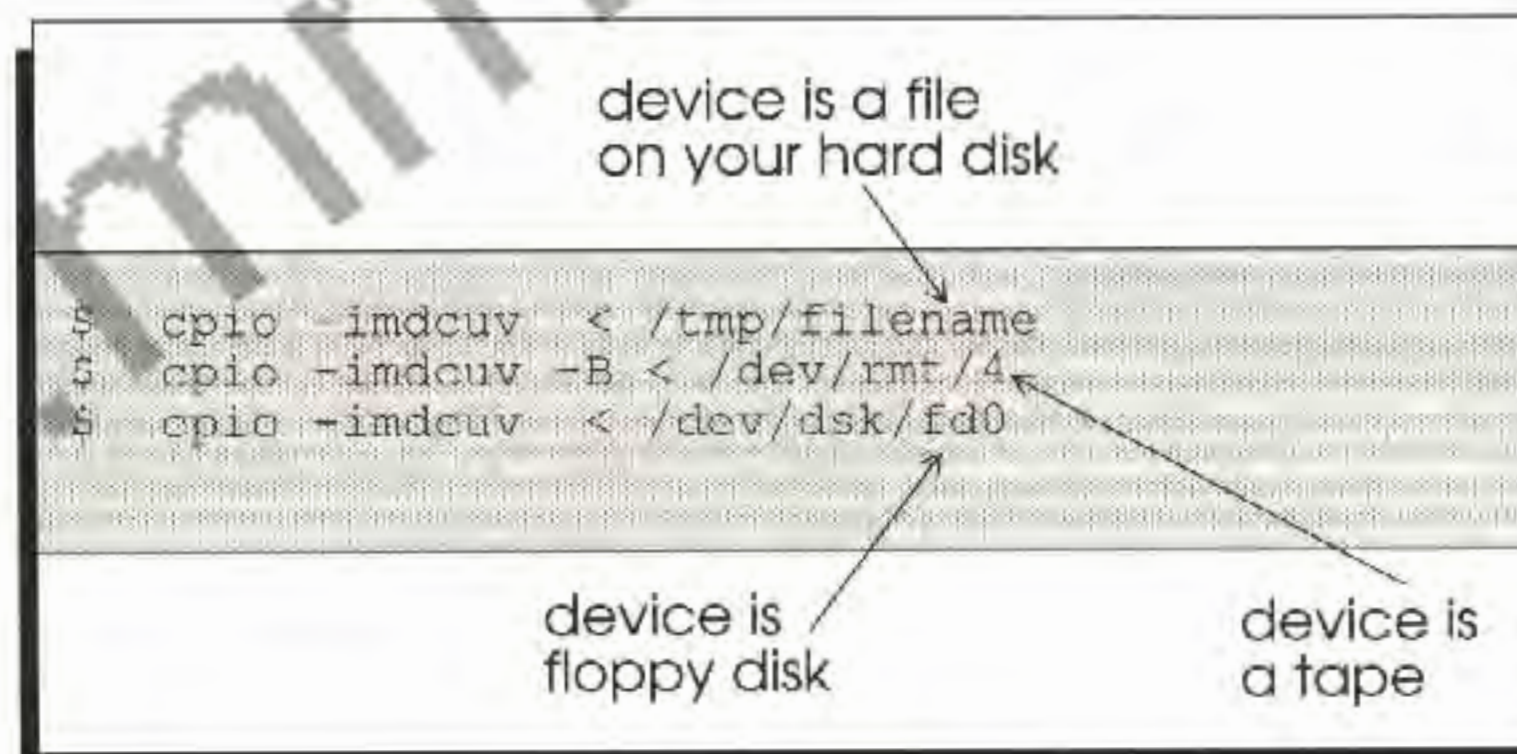 device is a file
on your hard disk
$ cpio -imdcuv < /tmp/filename
$ cpio -imdcuv -B < /dev/rmt/4
$ cpio -imdcuv < /dev/dsk/fd0
device is
floppy disk
device is
a tape